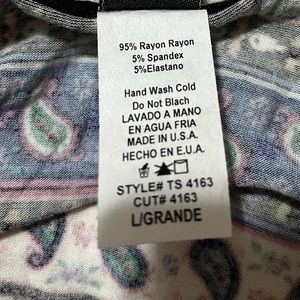 95% Rayon Rayon
5% Spandex
5%Elastano
Hand Wash Cold
Do Not Blach
LAVADO A MANO
EN AGUA FRIA
MADE IN U.S.A.
HECHO EN E.U.A.
STYLE# TS 4163
CUT# 4163
L/GRANDE